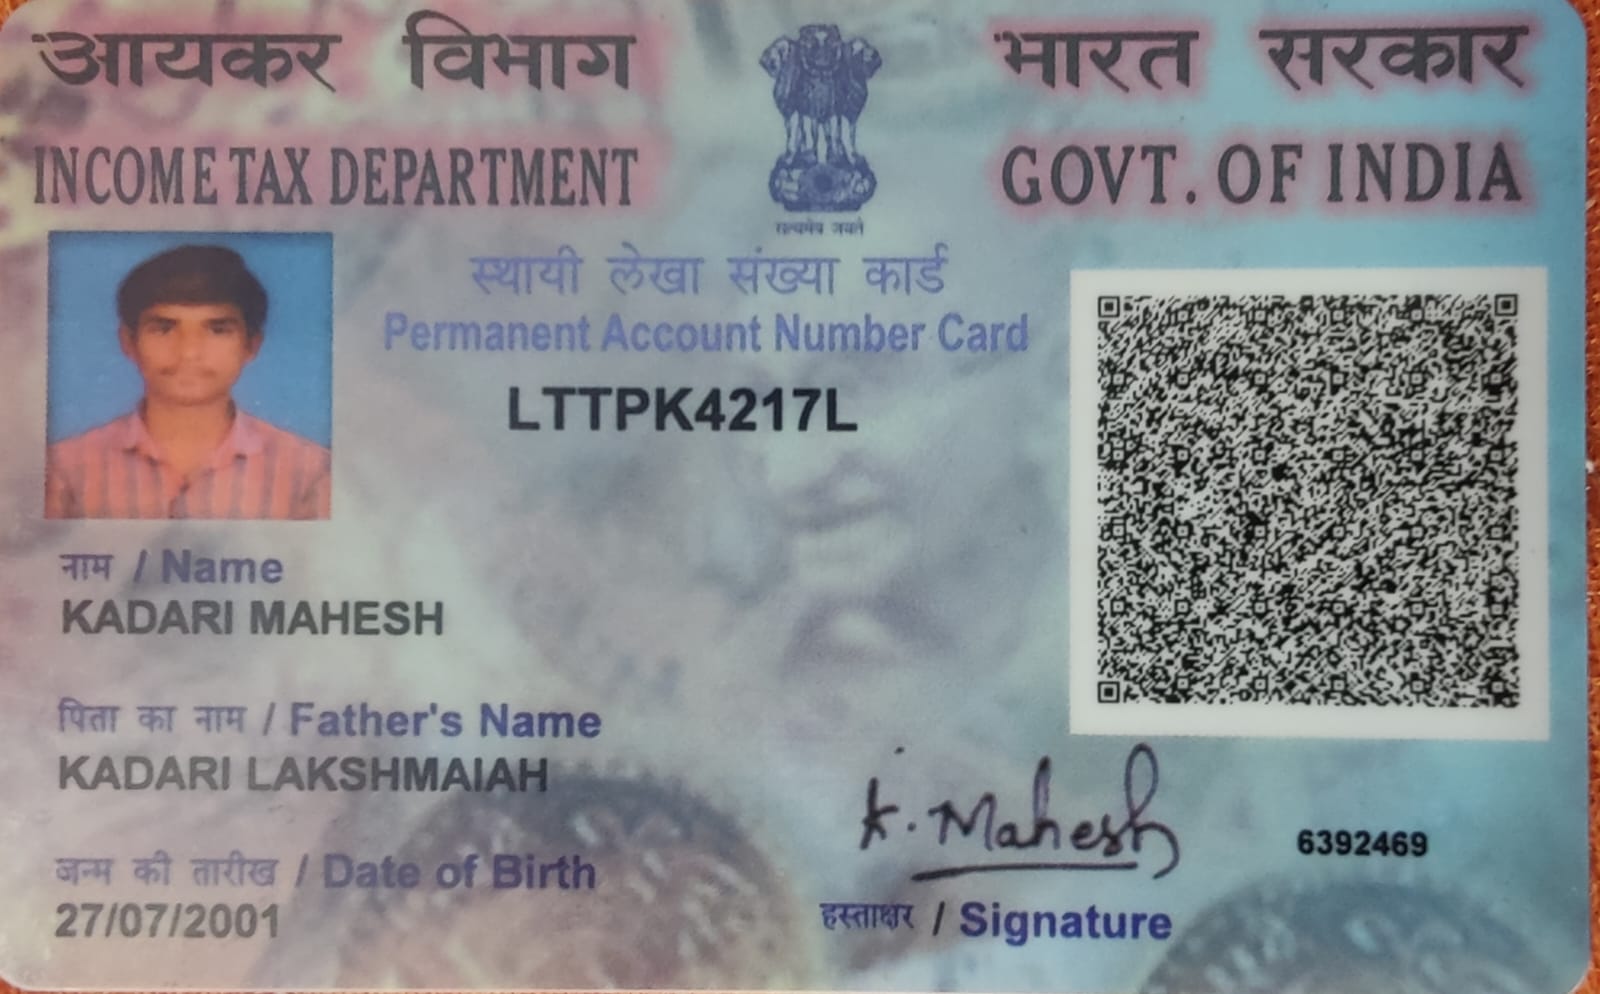 आयकर विभाग
INCOME TAX DEPARTMENT
सत्यमेव जयते
भारत सरकार
GOVT. OF INDIA
स्थायी लेखा संख्या कार्ड
Permanent Account Number Card
LTTPK4217L
नाम / Name
KADARI MAHESH
पिता का नाम / Father's Name
KADARI LAKSHMAIAH
जन्म की तारीख / Date of Birth
27/07/2001
K. Mahesh
हस्ताक्षर / Signature
6392469